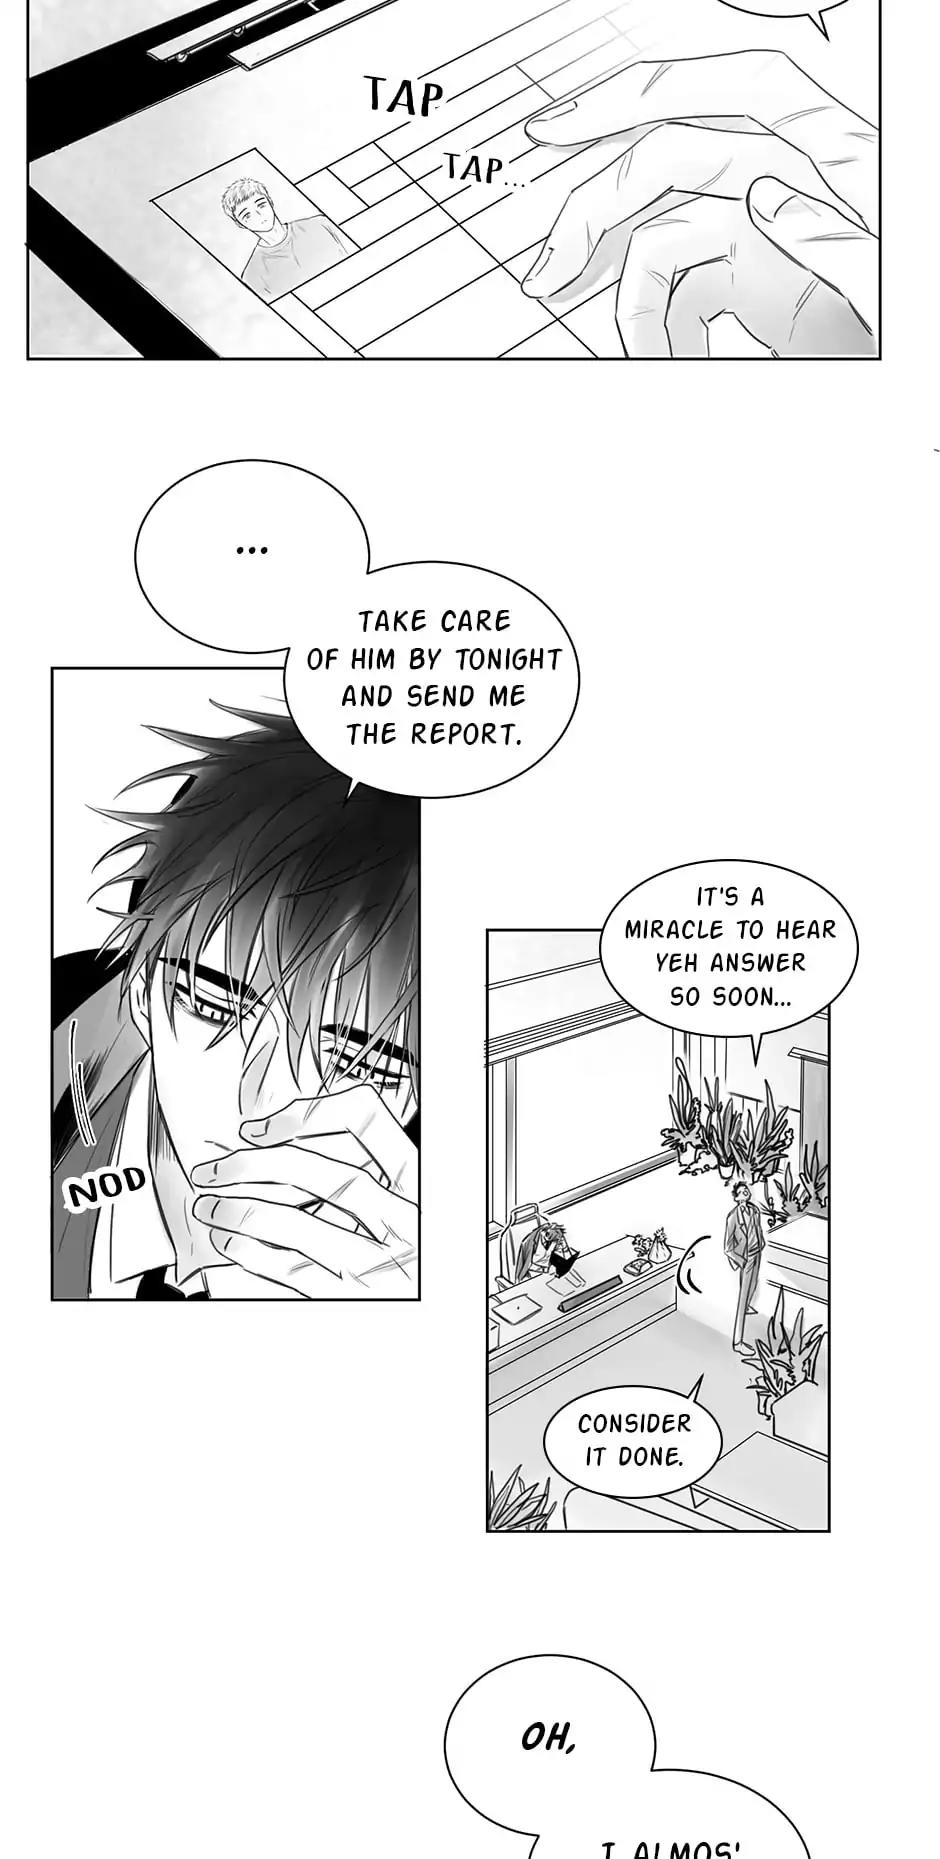 TAP
TAP...
...
TAKE CARE
OF HIM BY TONIGHT
AND SEND ME
THE REPORT.
NOD
IT'S A
MIRACLE TO HEAR
YEH ANSWER
SO SOON...
CONSIDER
IT DONE.
OH,
I ALMOS'